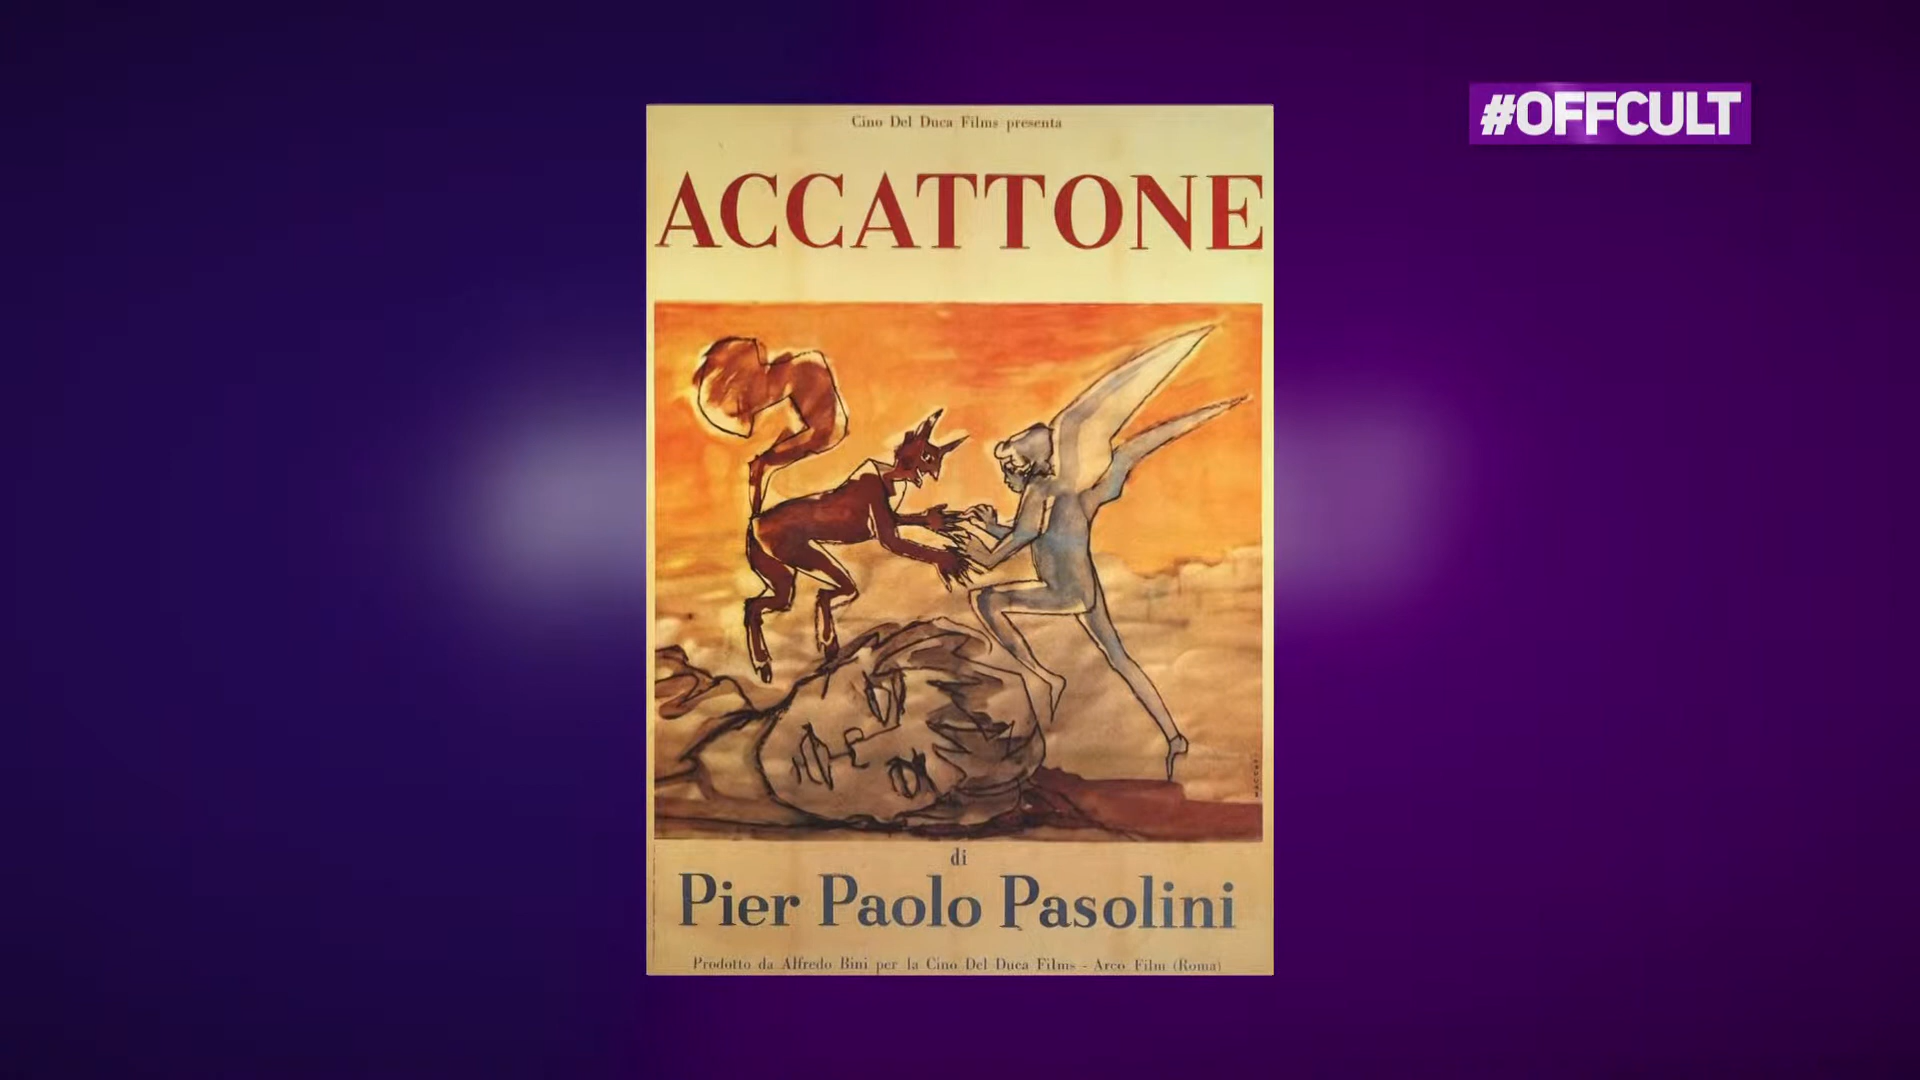 #OFFCULT
Cino Del Duca Films presenta
ACCATTONE
MACCARI
di
Pier Paolo Pasolini
Prodotto da Alfredo Bini per la Cino Del Duca Films - Arco Film (Roma)